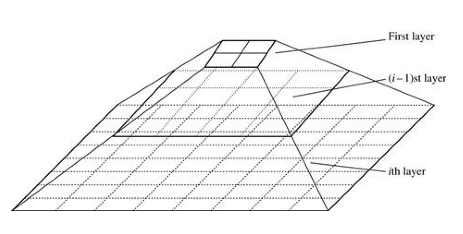 First layer
(i – 1)st layer
ith layer